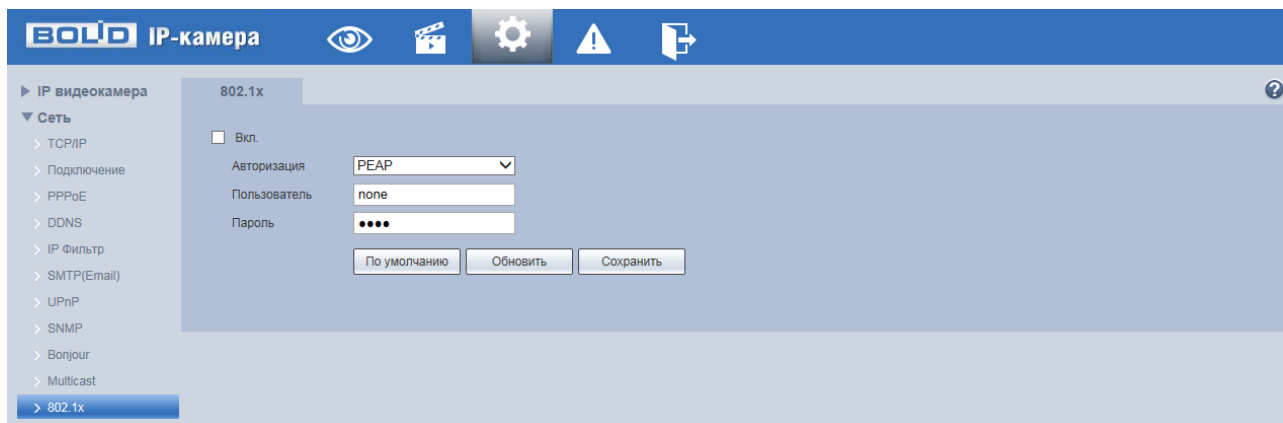 BOLID IP-камера
IP видеокамера
Сеть
TCP/IP
Подключение
PPPoE
DDNS
IP Фильтр
SMTP(Email)
UPnP
SNMP
Bonjour
Multicast
802.1x
802.1x
Вкл.
Авторизация PEAP
Пользователь none
Пароль ••••
По умолчанию Обновить Сохранить